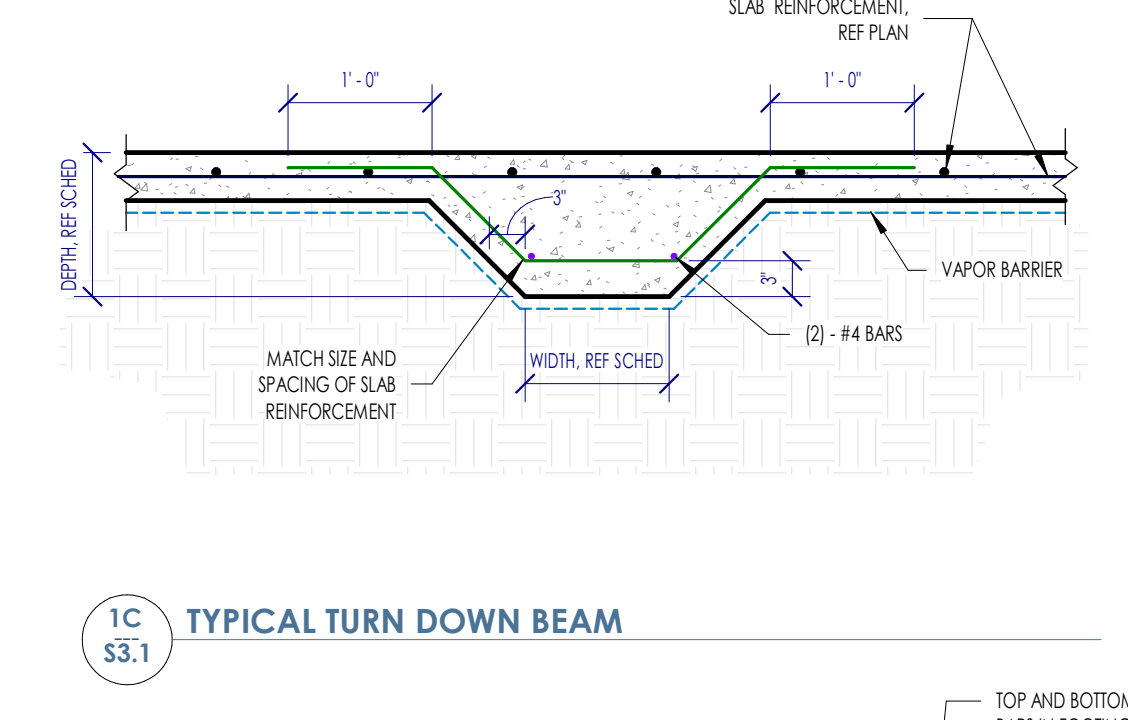 SLAB REINFORCEMENT,
REF PLAN
1' - 0"
1' - 0"
DEPTH, REF SCHED
3"
VAPOR BARRIER
3"
(2) - #4 BARS
MATCH SIZE AND
SPACING OF SLAB
REINFORCEMENT
WIDTH, REF SCHED
1C
---
S3.1
TYPICAL TURN DOWN BEAM
TOP AND BOTTOM